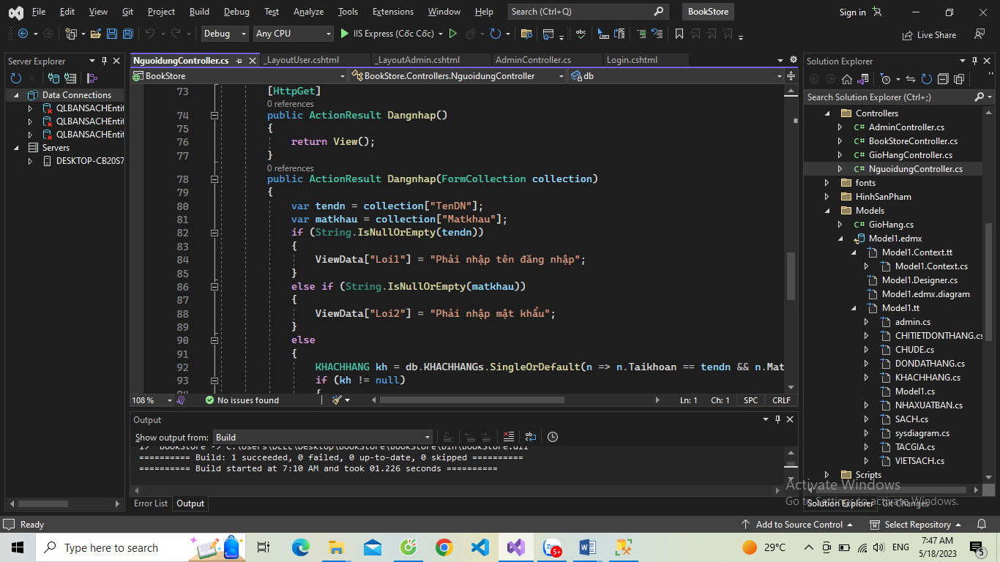 File Edit View Git Project Build Debug Test Analyze Tools Extensions Window Help Search (Ctrl+Q) BookStore Sign in
Debug Any CPU IIS Express (Cốc Cốc) Live Share
Server Explorer
Data Connections
QLBANSACHEntit
QLBANSACHEntit
QLBANSACHEntit
Servers
DESKTOP-CB20S7
NguoidungController.cs _LayoutUser.cshtml _LayoutAdmin.cshtml AdminController.cs Login.cshtml
BookStore BookStore.Controllers.NguoidungController db
73 [HttpGet]
0 references
74 public ActionResult Dangnhap()
75 {
76 return View();
77 }
0 references
78 public ActionResult Dangnhap(FormCollection collection)
79 {
80 var tendn = collection["TenDN"];
81 var matkhau = collection["Matkhau"];
82 if (String.IsNullOrEmpty(tendn))
83 {
84 ViewData["Loi1"] = "Phải nhập tên đăng nhập";
85 }
86 else if (String.IsNullOrEmpty(matkhau))
87 {
88 ViewData["Loi2"] = "Phải nhập mật khẩu";
89 }
90 else
91 {
92 KHACHHANG kh = db.KHACHHANGs.SingleOrDefault(n => n.Taikhoan == tendn && n.Mat
93 if (kh != null)
94 {
108 % No issues found Ln: 1 Ch: 1 SPC CRLF
Output
Show output from: Build
1> BookStore -> C:\Users\DELL\Desktop\BookStore\BookStore\bin\BookStore.dll
========== Build: 1 succeeded, 0 failed, 0 up-to-date, 0 skipped ==========
========== Build started at 7:10 AM and took 01.226 seconds ==========
Error List Output
Solution Explorer
Search Solution Explorer (Ctrl+;)
Controllers
C# AdminController.cs
C# BookStoreController.cs
C# GioHangController.cs
C# NguoidungController.cs
fonts
HinhSanPham
Models
C# GioHang.cs
Model1.edmx
Model1.Context.tt
Model1.Context.cs
Model1.Designer.cs
Model1.edmx.diagram
Model1.tt
admin.cs
CHITIETDONTHANG.cs
CHUDE.cs
DONDATHANG.cs
KHACHHANG.cs
Model1.cs
NHAXUATBAN.cs
SACH.cs
sysdiagram.cs
TACGIA.cs
VIETSACH.cs
Scripts
Solution Explorer Git Changes
Activate Windows
Go to Settings to activate Windows.
Ready Add to Source Control Select Repository
Type here to search 5+ 29°C ENG 7:47 AM
5/18/2023 5